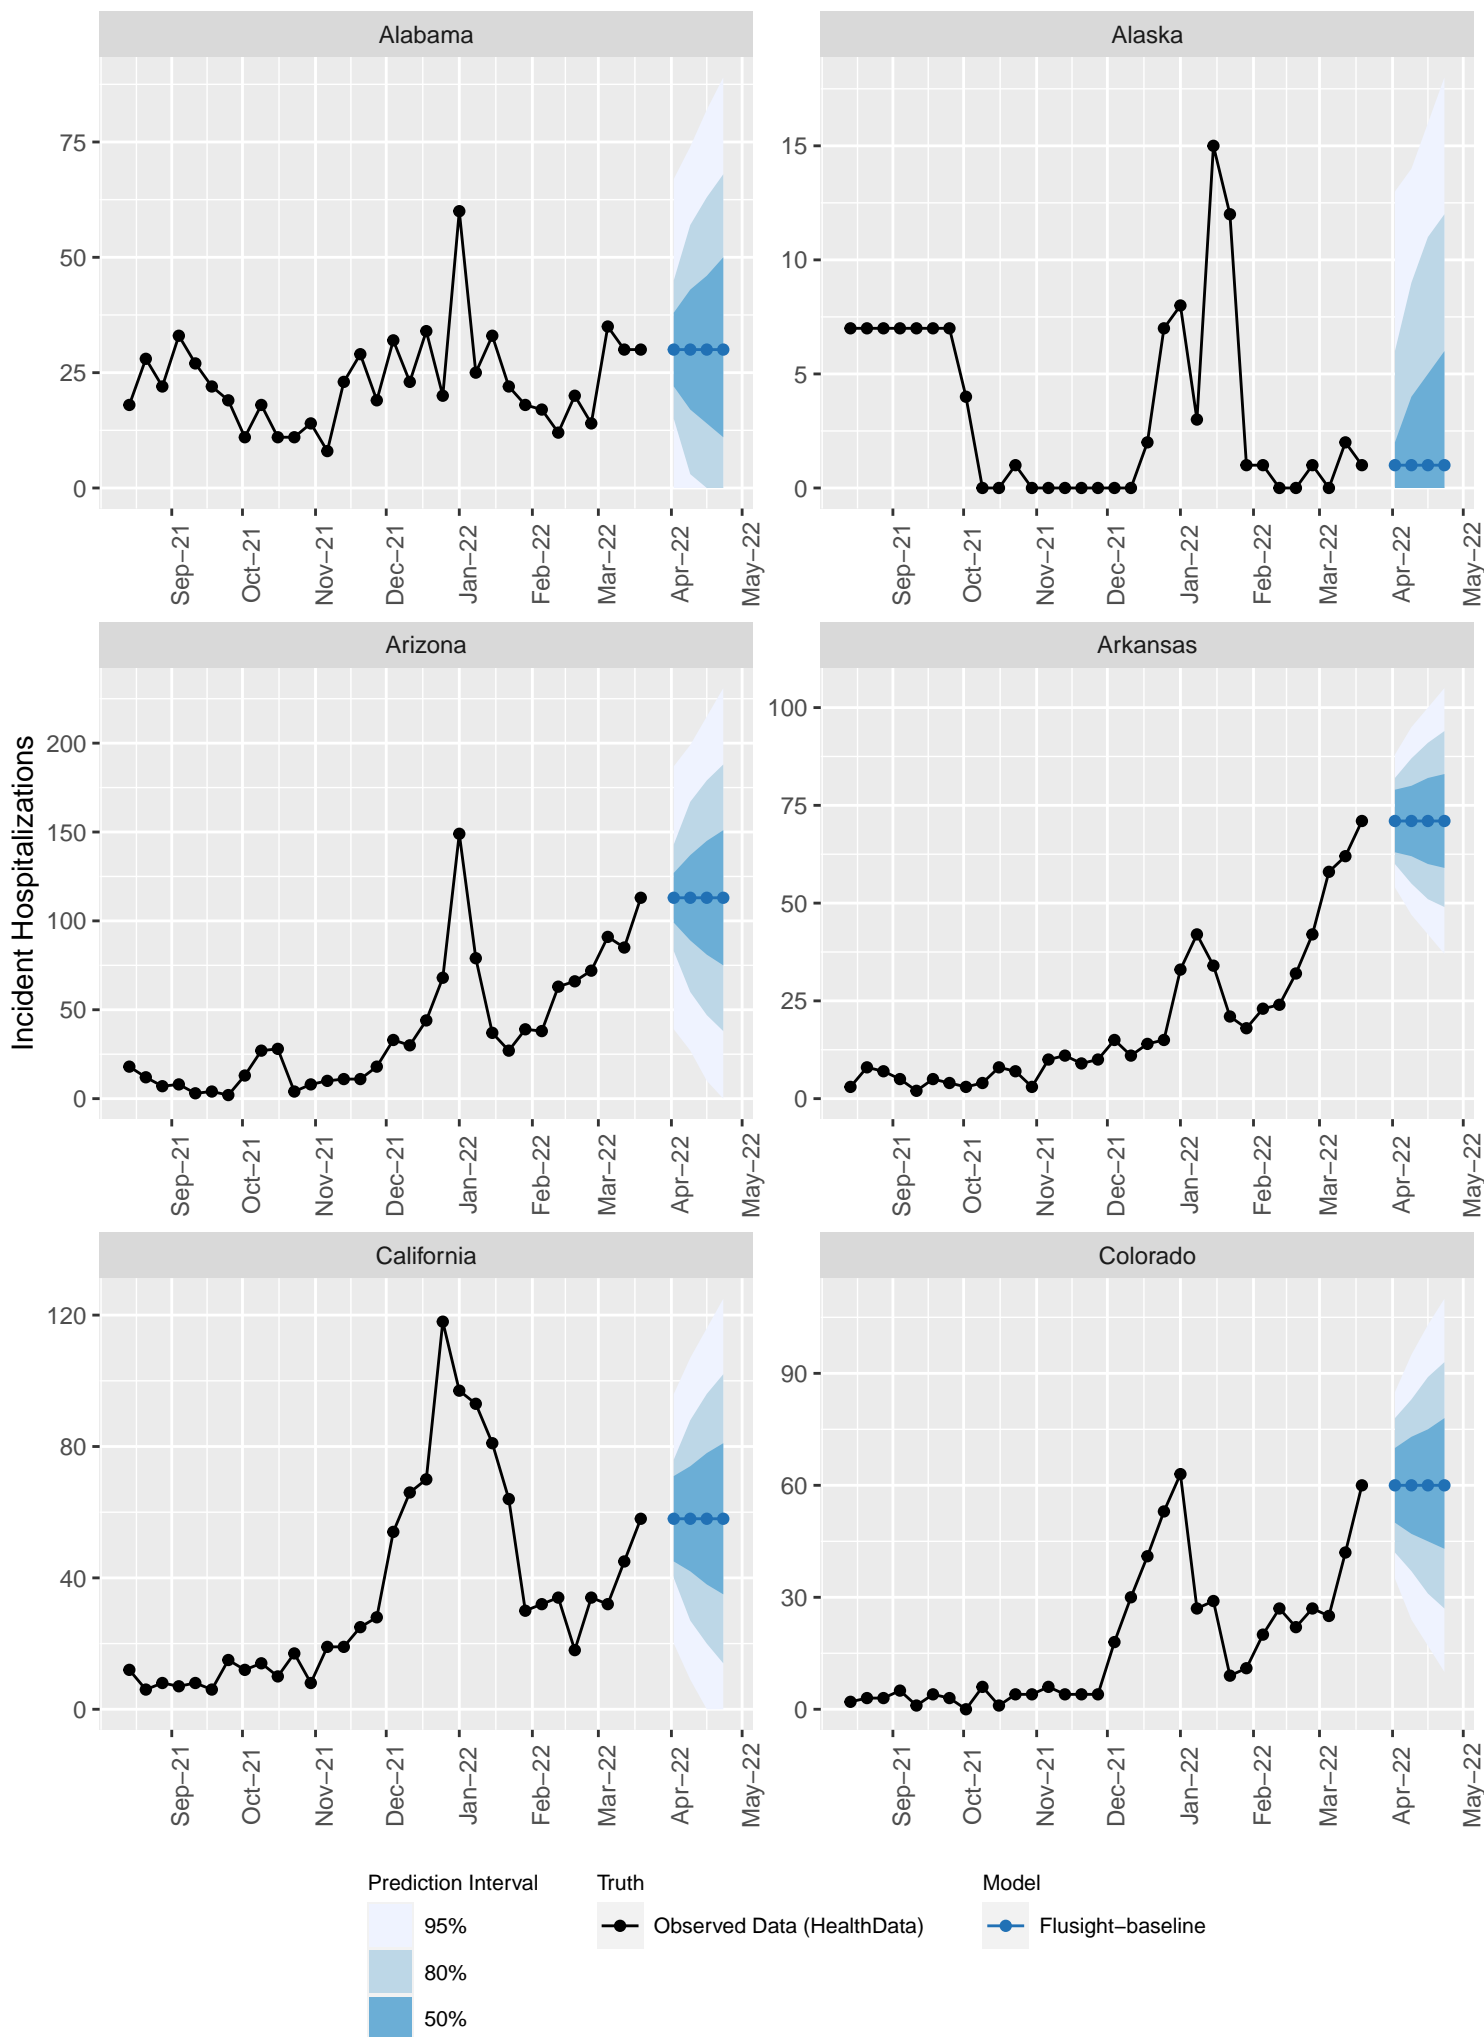 Alabama
Alaska
75
50
25
0
15
10
5
0
Sep−21
Oct−21
Nov−21
Dec−21
Jan−22
Feb−22
Mar−22
Apr−22
May−22
Sep−21
Oct−21
Nov−21
Dec−21
Jan−22
Feb−22
Mar−22
Apr−22
May−22
Incident Hospitalizations
Arizona
Arkansas
200
150
100
50
0
100
75
50
25
0
Sep−21
Oct−21
Nov−21
Dec−21
Jan−22
Feb−22
Mar−22
Apr−22
May−22
Sep−21
Oct−21
Nov−21
Dec−21
Jan−22
Feb−22
Mar−22
Apr−22
May−22
California
Colorado
120
80
40
0
90
60
30
0
Sep−21
Oct−21
Nov−21
Dec−21
Jan−22
Feb−22
Mar−22
Apr−22
May−22
Sep−21
Oct−21
Nov−21
Dec−21
Jan−22
Feb−22
Mar−22
Apr−22
May−22
Prediction Interval
95%
80%
50%
Truth
Observed Data (HealthData)
Model
Flusight−baseline